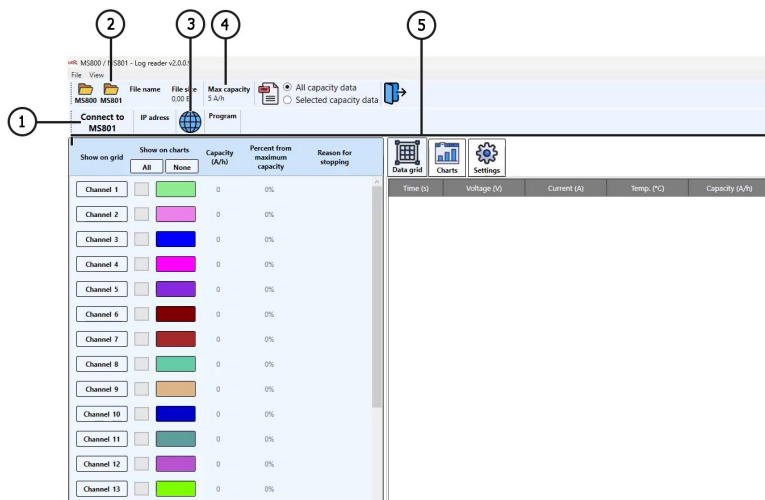 2
3
4
5
MSR MS800 / MS801 - Log reader v2.0.0.9
File View
MS800 MS801
File name
File size
0,00 B
Max capacity
5 A/h
All capacity data
Selected capacity data
1
Connect to
MS801
IP adress
Program
Show on grid
Show on charts
All None
Capacity
(A/h)
Percent from
maximum
capacity
Reason for
stopping
Data grid Charts Settings
Time (s) Voltage (V) Current (A) Temp. (°C) Capacity (A/h)
Channel 1 0 0%
Channel 2 0 0%
Channel 3 0 0%
Channel 4 0 0%
Channel 5 0 0%
Channel 6 0 0%
Channel 7 0 0%
Channel 8 0 0%
Channel 9 0 0%
Channel 10 0 0%
Channel 11 0 0%
Channel 12 0 0%
Channel 13 0 0%